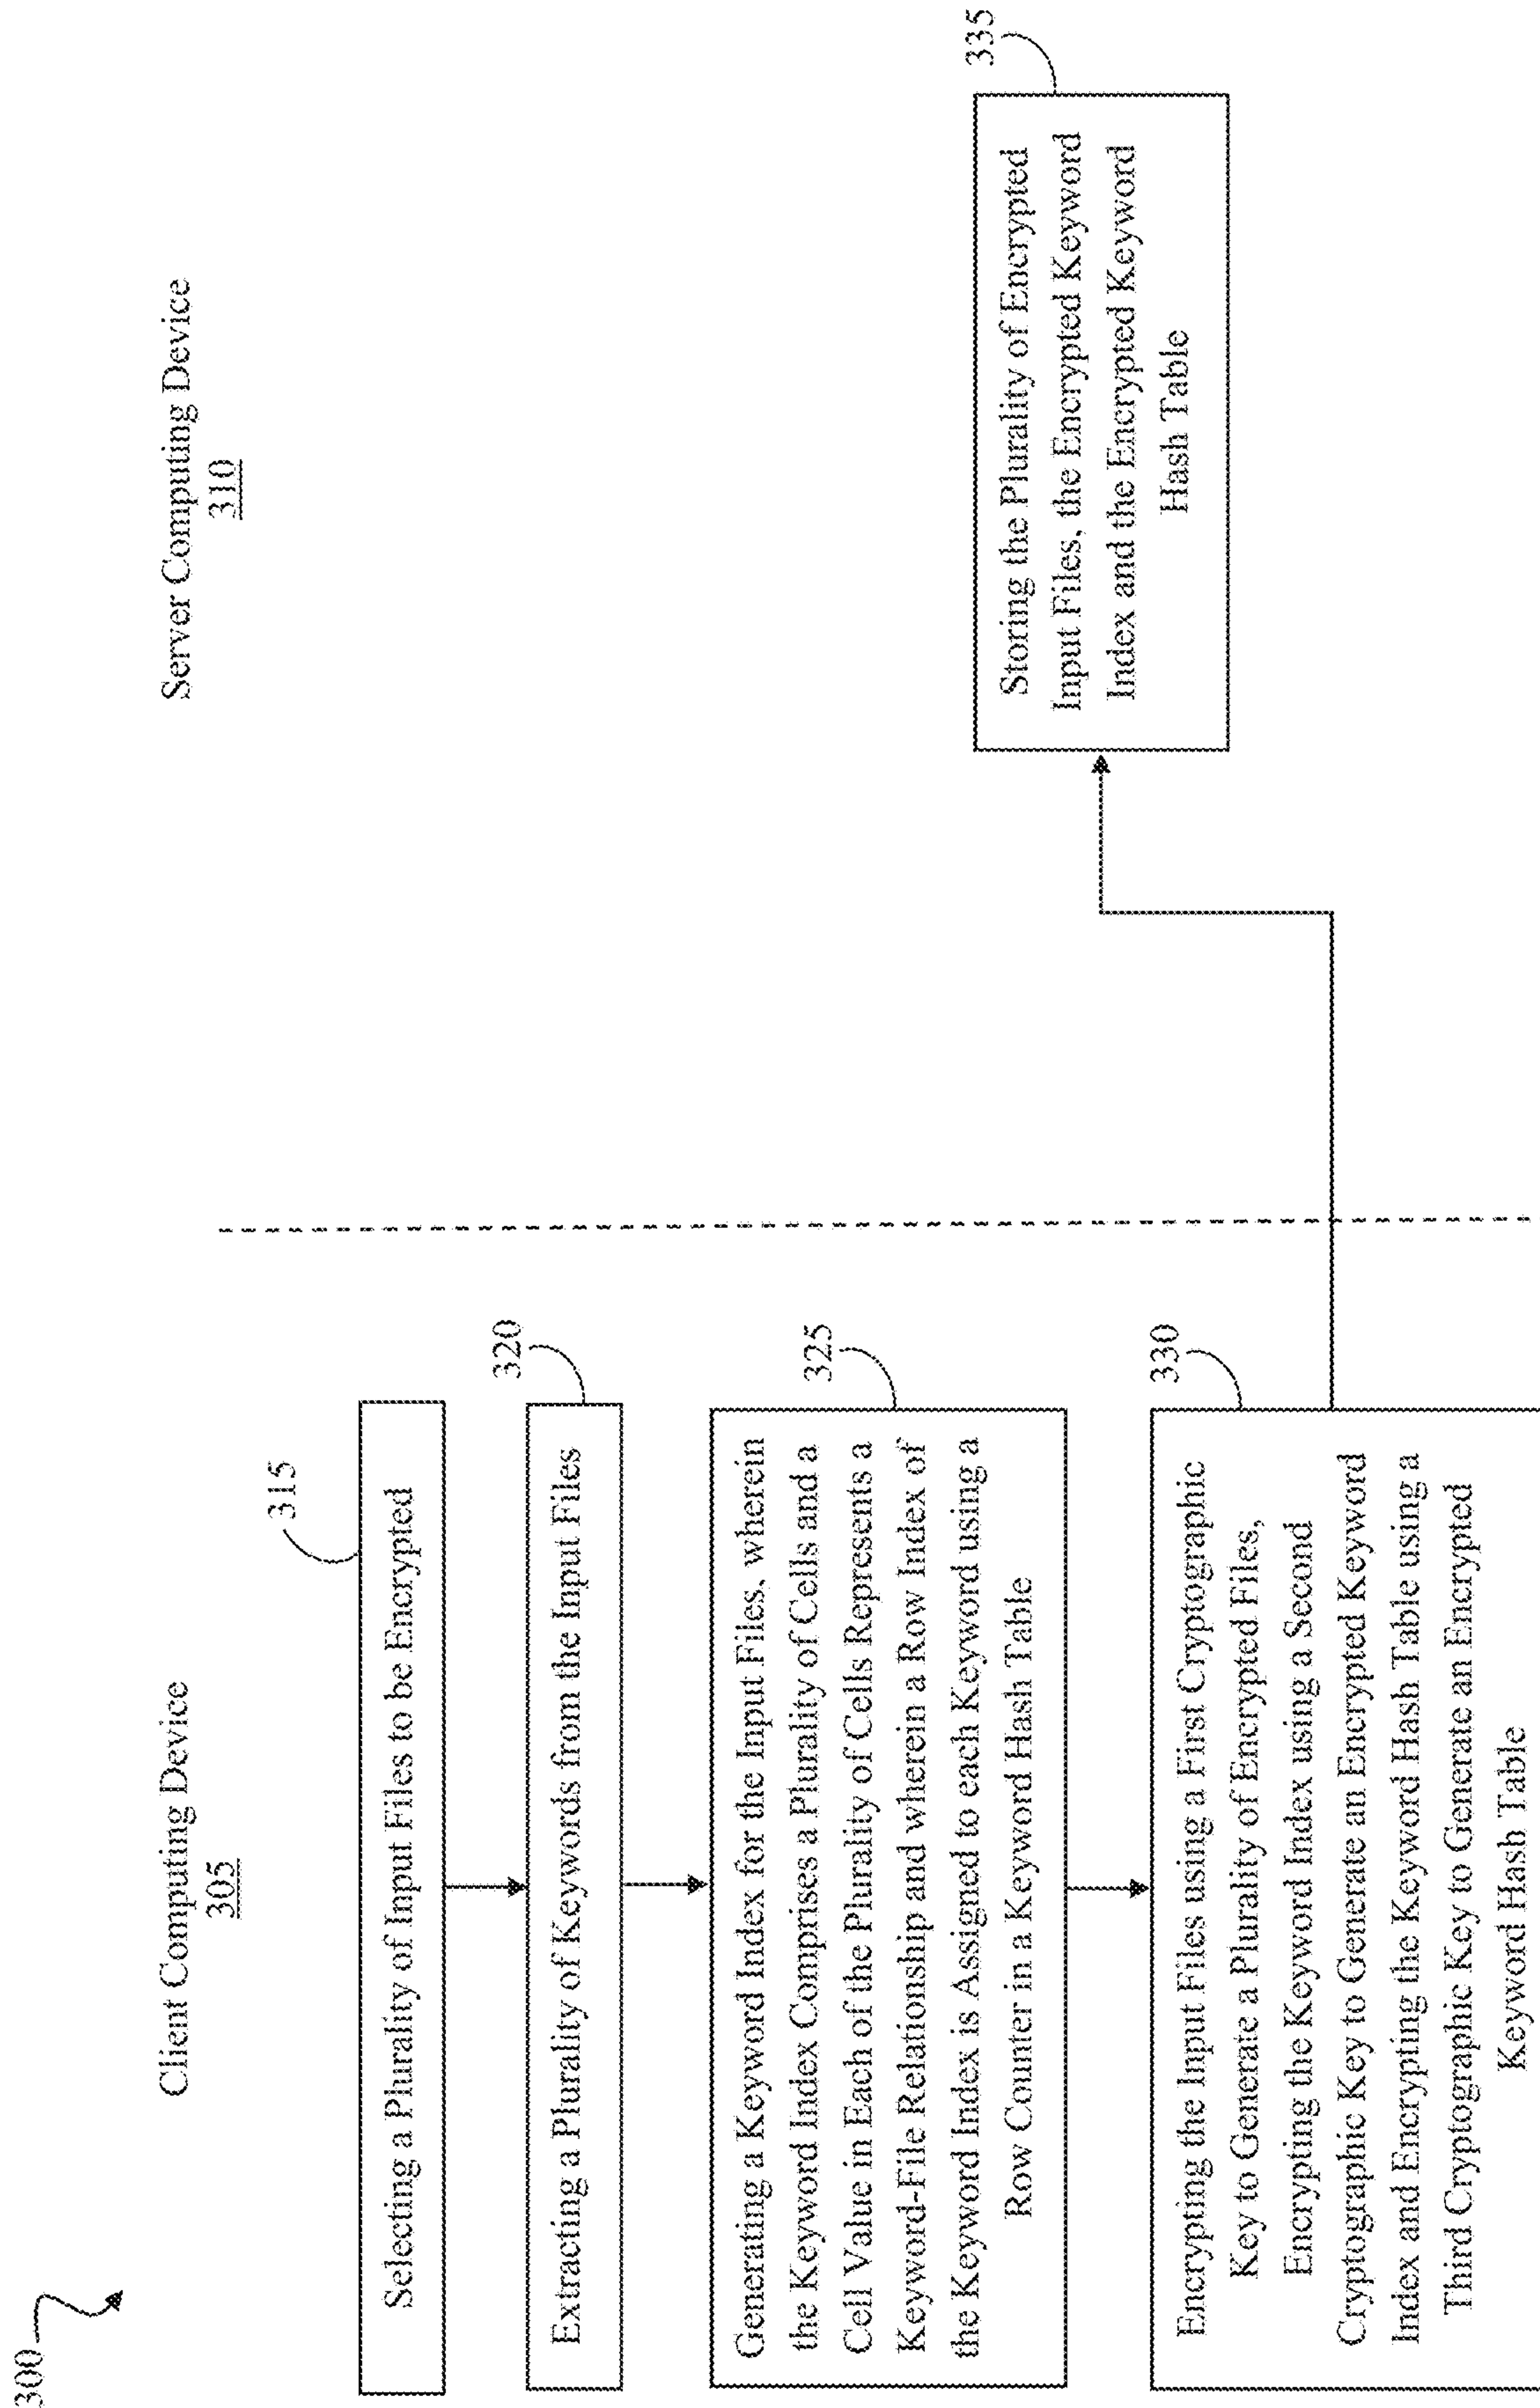 300
Client Computing Device
305
Server Computing Device
310
315
Selecting a Plurality of Input Files to be Encrypted
320
Extracting a Plurality of Keywords from the Input Files
325
Generating a Keyword Index for the Input Files, wherein
the Keyword Index Comprises a Plurality of Cells and a
Cell Value in Each of the Plurality of Cells Represents a
Keyword-File Relationship and wherein a Row Index of
the Keyword Index is Assigned to each Keyword using a
Row Counter in a Keyword Hash Table
330
Encrypting the Input Files using a First Cryptographic
Key to Generate a Plurality of Encrypted Files,
Encrypting the Keyword Index using a Second
Cryptographic Key to Generate an Encrypted Keyword
Index and Encrypting the Keyword Hash Table using a
Third Cryptographic Key to Generate an Encrypted
Keyword Hash Table
335
Storing the Plurality of Encrypted
Input Files, the Encrypted Keyword
Index and the Encrypted Keyword
Hash Table